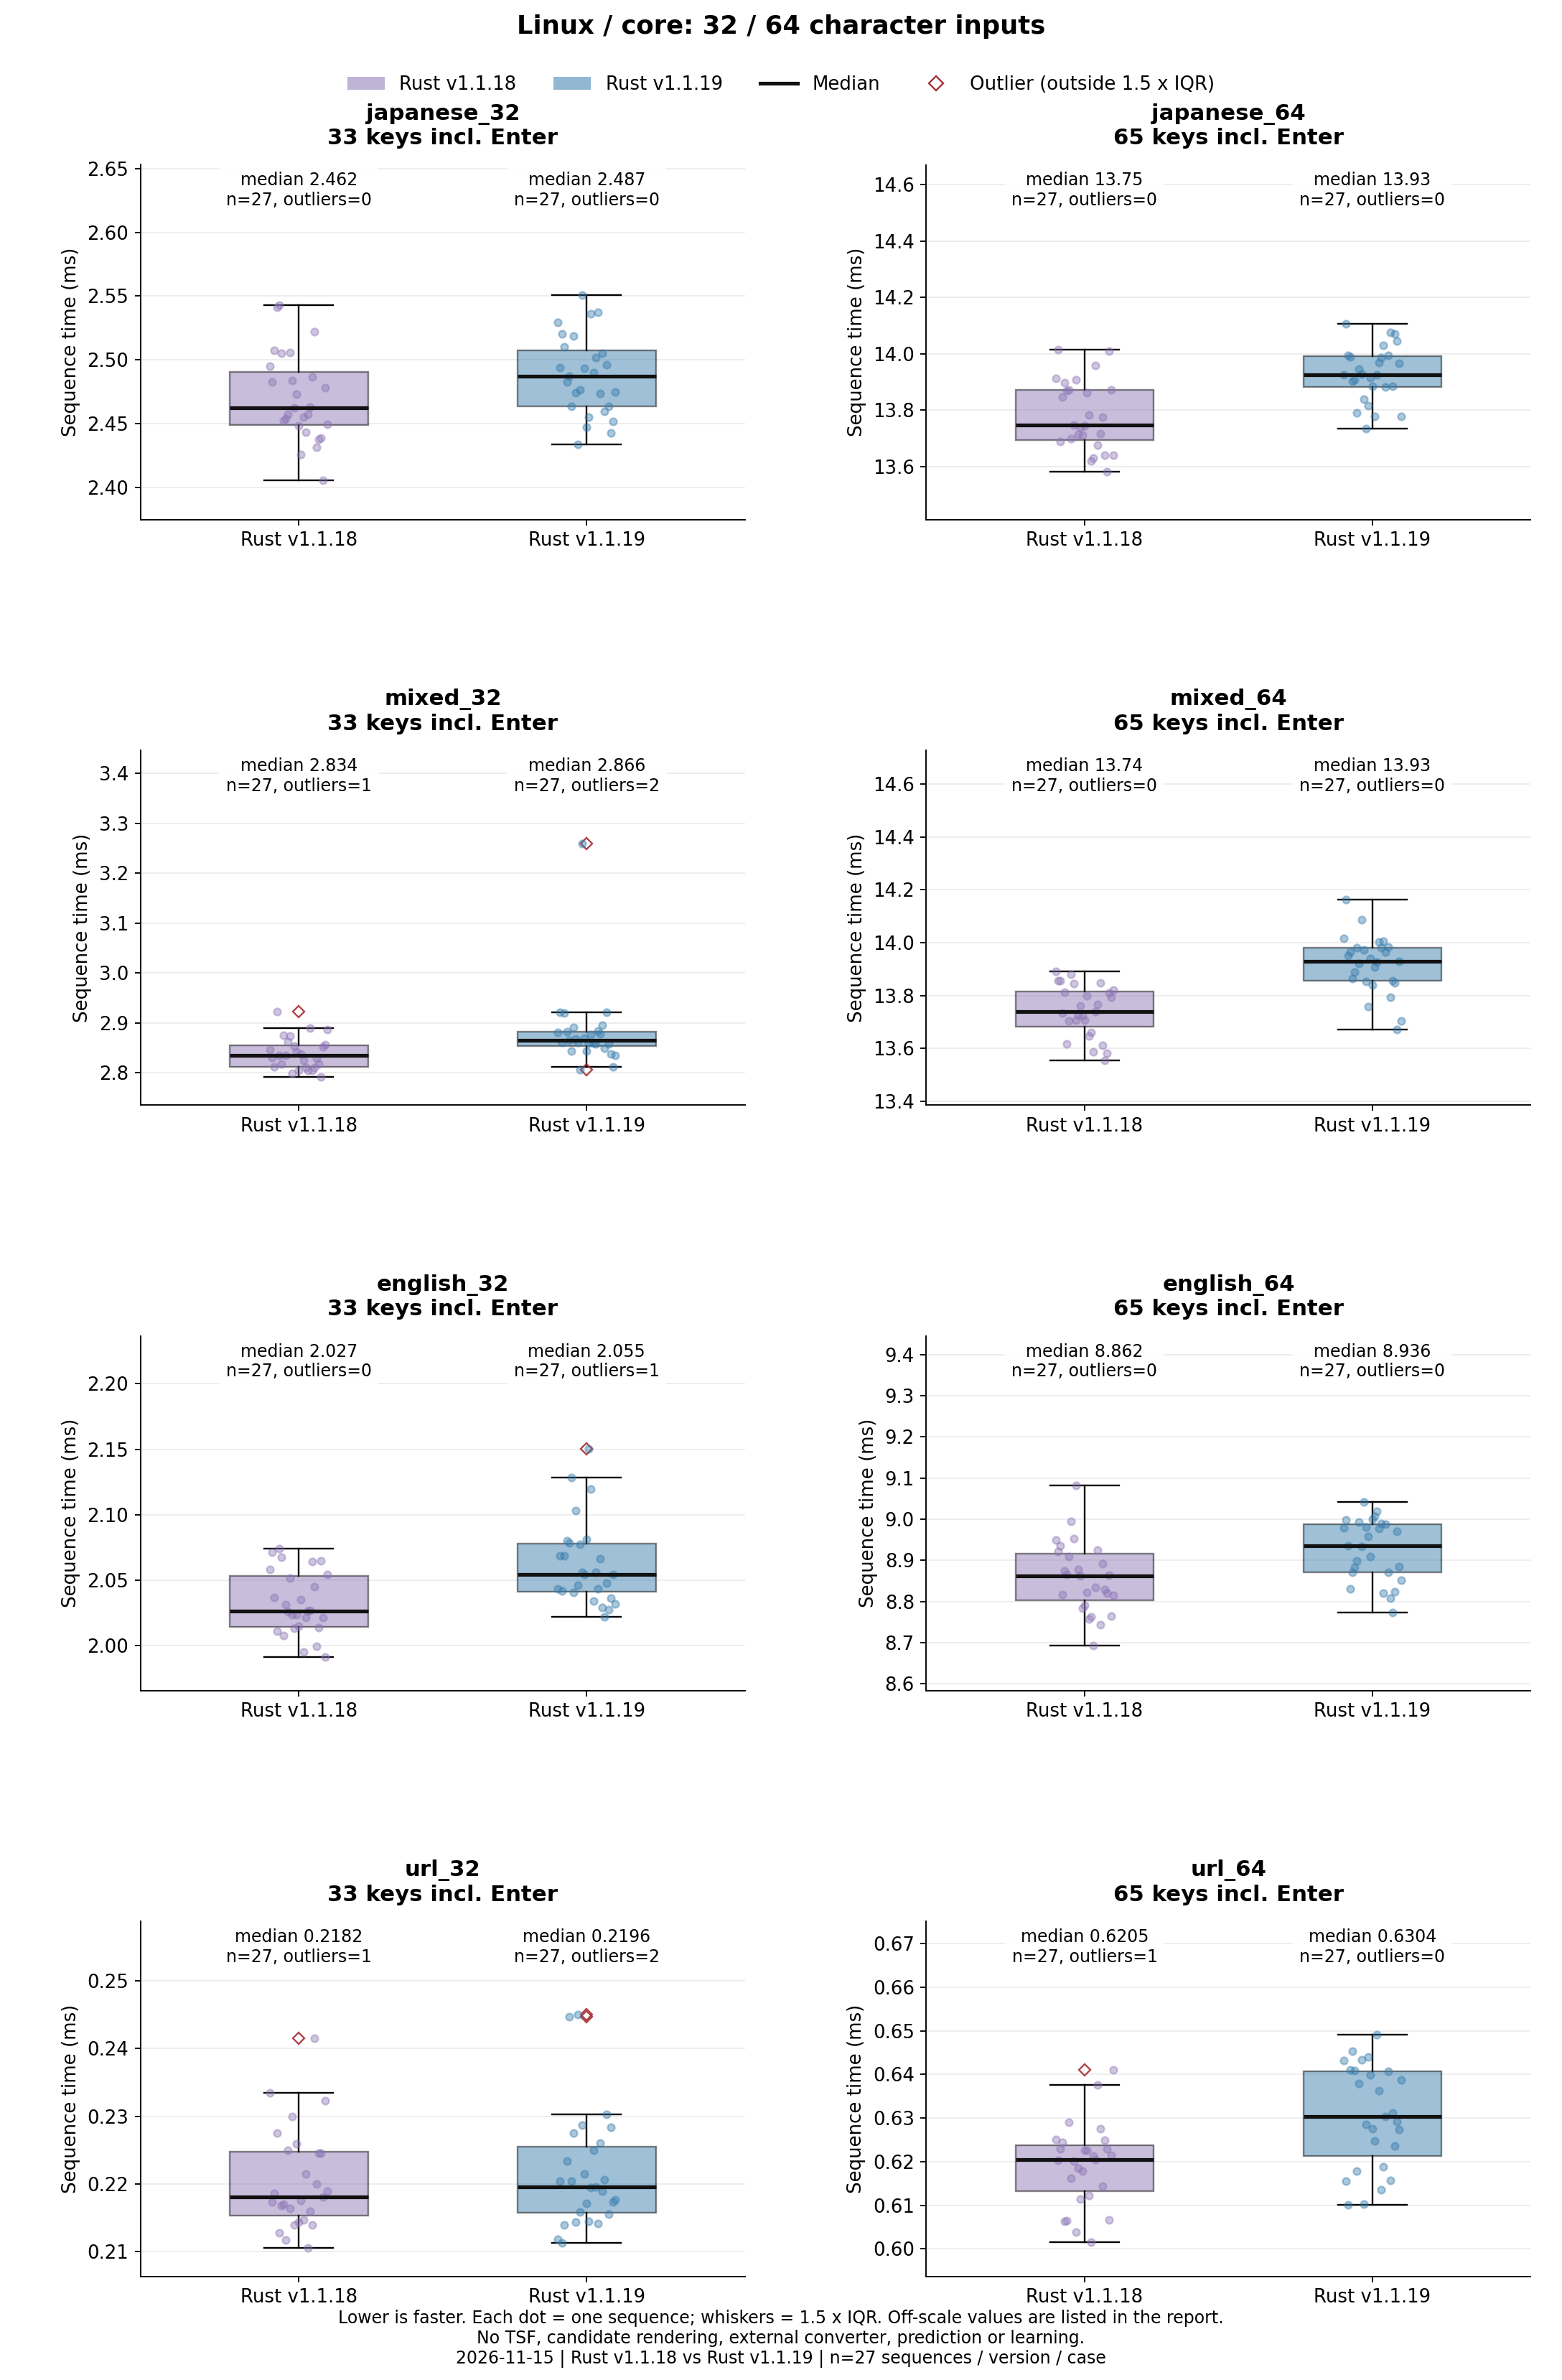 Linux / core: 32 / 64 character inputs
Rust v1.1.18 Rust v1.1.19 Median Outlier (outside 1.5 x IQR)
japanese_32
33 keys incl. Enter
median 2.462
n=27, outliers=0
median 2.487
n=27, outliers=0
Sequence time (ms)
2.65
2.60
2.55
2.50
2.45
2.40
Rust v1.1.18 Rust v1.1.19
japanese_64
65 keys incl. Enter
median 13.75
n=27, outliers=0
median 13.93
n=27, outliers=0
Sequence time (ms)
14.6
14.4
14.2
14.0
13.8
13.6
Rust v1.1.18 Rust v1.1.19
mixed_32
33 keys incl. Enter
median 2.834
n=27, outliers=1
median 2.866
n=27, outliers=2
Sequence time (ms)
3.4
3.3
3.2
3.1
3.0
2.9
2.8
Rust v1.1.18 Rust v1.1.19
mixed_64
65 keys incl. Enter
median 13.74
n=27, outliers=0
median 13.93
n=27, outliers=0
Sequence time (ms)
14.6
14.4
14.2
14.0
13.8
13.6
13.4
Rust v1.1.18 Rust v1.1.19
english_32
33 keys incl. Enter
median 2.027
n=27, outliers=0
median 2.055
n=27, outliers=1
Sequence time (ms)
2.20
2.15
2.10
2.05
2.00
Rust v1.1.18 Rust v1.1.19
english_64
65 keys incl. Enter
median 8.862
n=27, outliers=0
median 8.936
n=27, outliers=0
Sequence time (ms)
9.4
9.3
9.2
9.1
9.0
8.9
8.8
8.7
8.6
Rust v1.1.18 Rust v1.1.19
url_32
33 keys incl. Enter
median 0.2182
n=27, outliers=1
median 0.2196
n=27, outliers=2
Sequence time (ms)
0.25
0.24
0.23
0.22
0.21
Rust v1.1.18 Rust v1.1.19
url_64
65 keys incl. Enter
median 0.6205
n=27, outliers=1
median 0.6304
n=27, outliers=0
Sequence time (ms)
0.67
0.66
0.65
0.64
0.63
0.62
0.61
0.60
Rust v1.1.18 Rust v1.1.19
Lower is faster. Each dot = one sequence; whiskers = 1.5 x IQR. Off-scale values are listed in the report.
No TSF, candidate rendering, external converter, prediction or learning.
2026-11-15 | Rust v1.1.18 vs Rust v1.1.19 | n=27 sequences / version / case